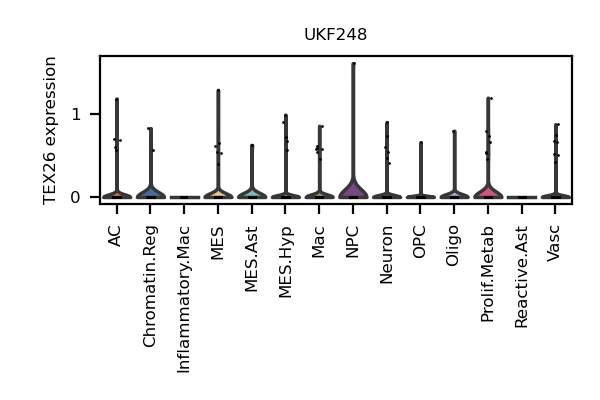 UKF248
TEX26 expression
1
0
AC
Chromatin.Reg
Inflammatory.Mac
MES
MES.Ast
MES.Hyp
Mac
NPC
Neuron
OPC
Oligo
Prolif.Metab
Reactive.Ast
Vasc